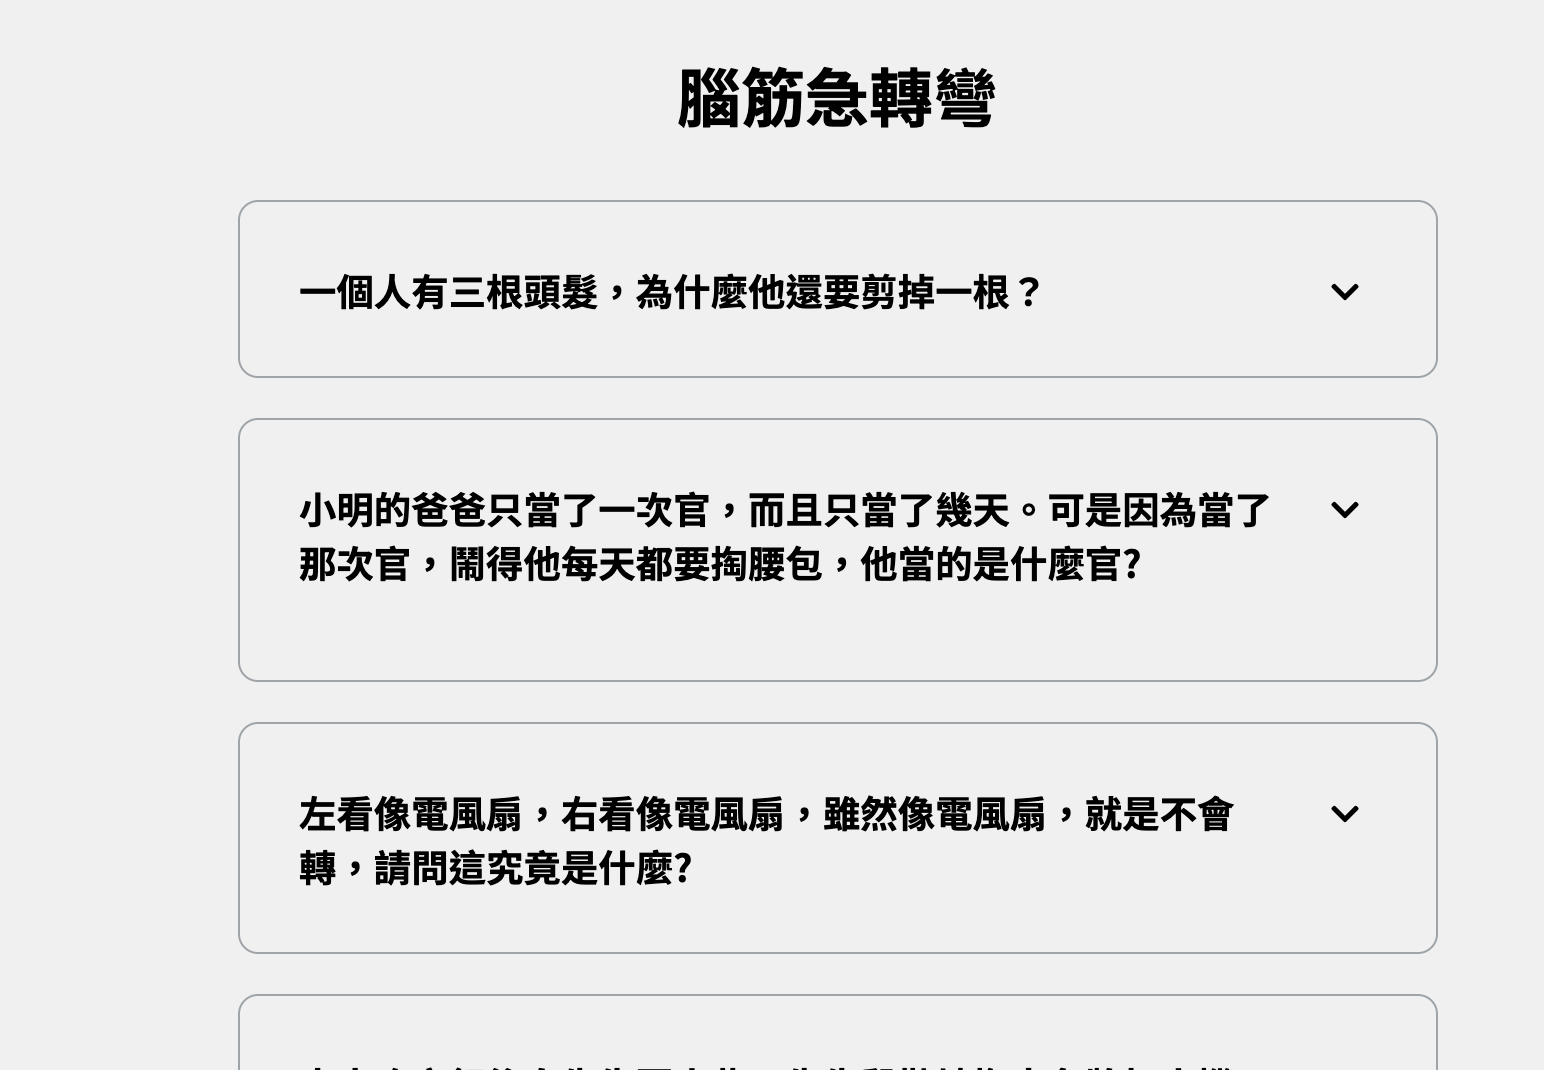 腦筋急轉彎
一個人有三根頭髮，為什麼他還要剪掉一根？
小明的爸爸只當了一次官，而且只當了幾天。可是因為當了
那次官，鬧得他每天都要掏腰包，他當的是什麼官?
左看像電風扇，右看像電風扇，雖然像電風扇，就是不會
轉，請問這究竟是什麼?